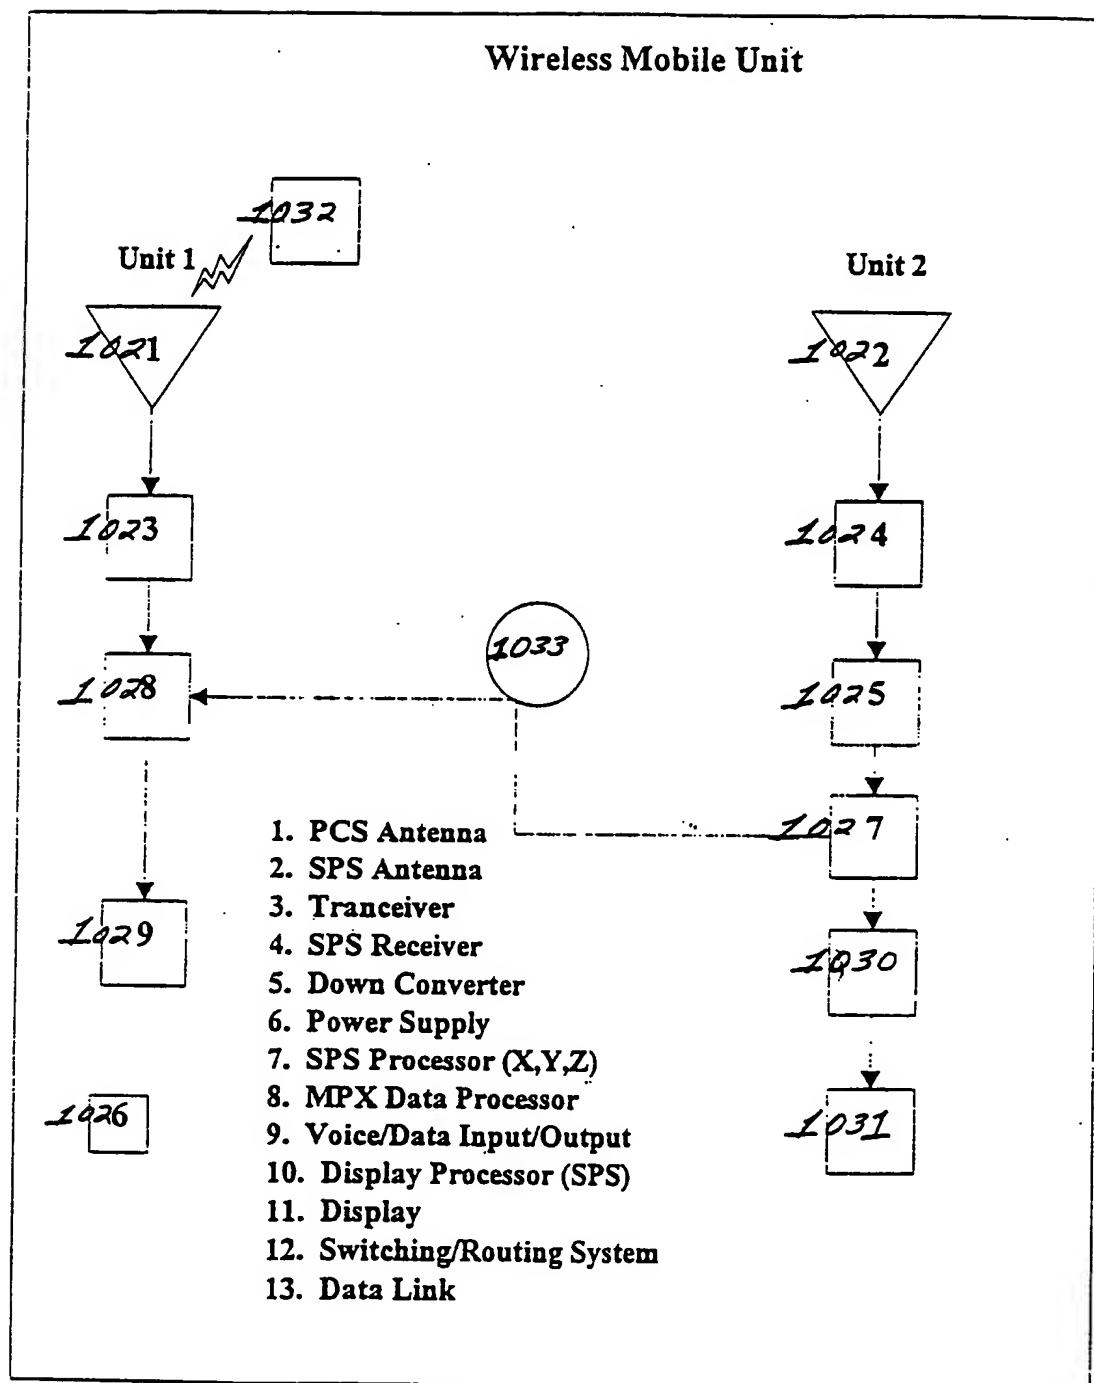 Wireless Mobile Unit
1032
Unit 1
Unit 2
1021
1022
1023
1024
1033
1028
1025
1027
1. PCS Antenna
2. SPS Antenna
3. Tranceiver
4. SPS Receiver
5. Down Converter
6. Power Supply
7. SPS Processor (X,Y,Z)
8. MPX Data Processor
9. Voice/Data Input/Output
10. Display Processor (SPS)
11. Display
12. Switching/Routing System
13. Data Link
1029
1030
1026
1031